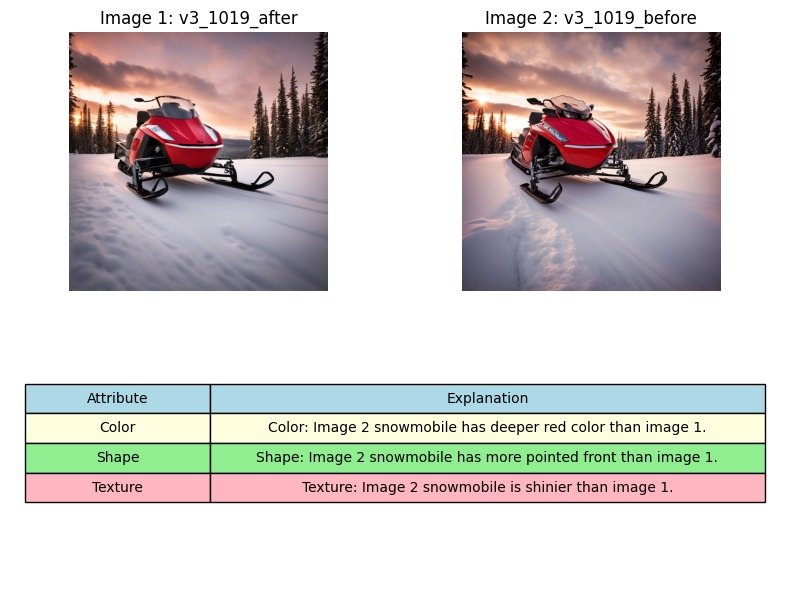 Image 1: v3_1019_after
Image 2: v3_1019_before
Attribute
Explanation
Color
Color: Image 2 snowmobile has deeper red color than image 1.
Shape
Shape: Image 2 snowmobile has more pointed front than image 1.
Texture
Texture: Image 2 snowmobile is shinier than image 1.